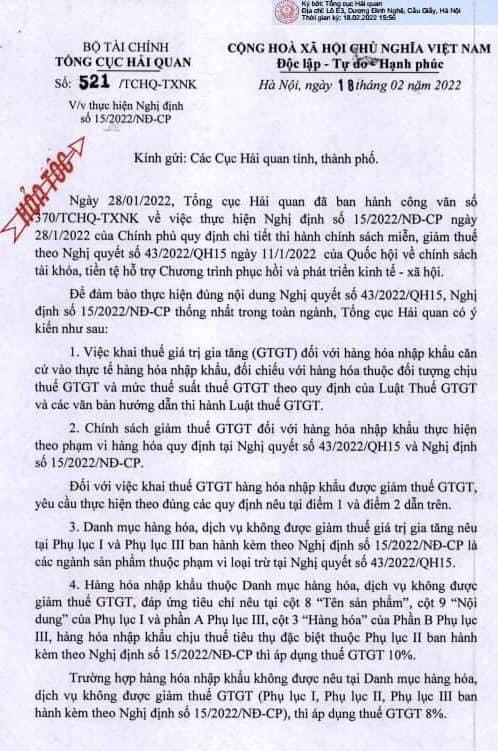 Ký bởi: Tổng cục Hải quan
Địa chỉ: Lô E3, Dương Đình Nghệ, Cầu Giấy, Hà Nội
Thời gian ký: 18.02.2022 15:56
BỘ TÀI CHÍNH
TỔNG CỤC HẢI QUAN
CỘNG HOÀ XÃ HỘI CHỦ NGHĨA VIỆT NAM
Độc lập - Tự do - Hạnh phúc
Số: 521 /TCHQ-TXNK
Hà Nội, ngày 18 tháng 02 năm 2022
V/v thực hiện Nghị định
số 15/2022/NĐ-CP
HỎA TỐC
Kính gửi: Các Cục Hải quan tỉnh, thành phố.
Ngày 28/01/2022, Tổng cục Hải quan đã ban hành công văn số
370/TCHQ-TXNK về việc thực hiện Nghị định số 15/2022/NĐ-CP ngày
28/1/2022 của Chính phủ quy định chi tiết thi hành chính sách miễn, giảm thuế
theo Nghị quyết số 43/2022/QH15 ngày 11/1/2022 của Quốc hội về chính sách
tài khóa, tiền tệ hỗ trợ Chương trình phục hồi và phát triển kinh tế - xã hội.
Để đảm bảo thực hiện đúng nội dung Nghị quyết số 43/2022/QH15, Nghị
định số 15/2022/NĐ-CP thống nhất trong toàn ngành, Tổng cục Hải quan có ý
kiến như sau:
1. Việc khai thuế giá trị gia tăng (GTGT) đối với hàng hóa nhập khẩu căn
cứ vào thực tế hàng hóa nhập khẩu, đối chiếu với hàng hóa thuộc đối tượng chịu
thuế GTGT và mức thuế suất thuế GTGT theo quy định của Luật Thuế GTGT
và các văn bản hướng dẫn thi hành Luật thuế GTGT.
2. Chính sách giảm thuế GTGT đối với hàng hóa nhập khẩu thực hiện
theo phạm vi hàng hóa quy định tại Nghị quyết số 43/2022/QH15 và Nghị định
số 15/2022/NĐ-CP.
Đối với việc khai thuế GTGT hàng hóa nhập khẩu được giảm thuế GTGT,
yêu cầu thực hiện theo đúng các quy định nêu tại điểm 1 và điểm 2 dẫn trên.
3. Danh mục hàng hóa, dịch vụ không được giảm thuế giá trị gia tăng nêu
tại Phụ lục I và Phụ lục III ban hành kèm theo Nghị định số 15/2022/NĐ-CP là
các ngành sản phẩm thuộc phạm vi loại trừ tại Nghị quyết số 43/2022/QH15.
4. Hàng hóa nhập khẩu thuộc Danh mục hàng hóa, dịch vụ không được
giảm thuế GTGT, đáp ứng tiêu chí nêu tại cột 8 “Tên sản phẩm”, cột 9 “Nội
dung” của Phụ lục I và phần A Phụ lục III, cột 3 “Hàng hóa” của Phần B Phụ lục
III, hàng hóa nhập khẩu chịu thuế tiêu thụ đặc biệt thuộc Phụ lục II ban hành
kèm theo Nghị định số 15/2022/NĐ-CP thì áp dụng thuế GTGT 10%.
Trường hợp hàng hóa nhập khẩu không được nêu tại Danh mục hàng hóa,
dịch vụ không được giảm thuế GTGT (Phụ lục I, Phụ lục II, Phụ lục III ban
hành kèm theo Nghị định số 15/2022/NĐ-CP), thì áp dụng thuế GTGT 8%.